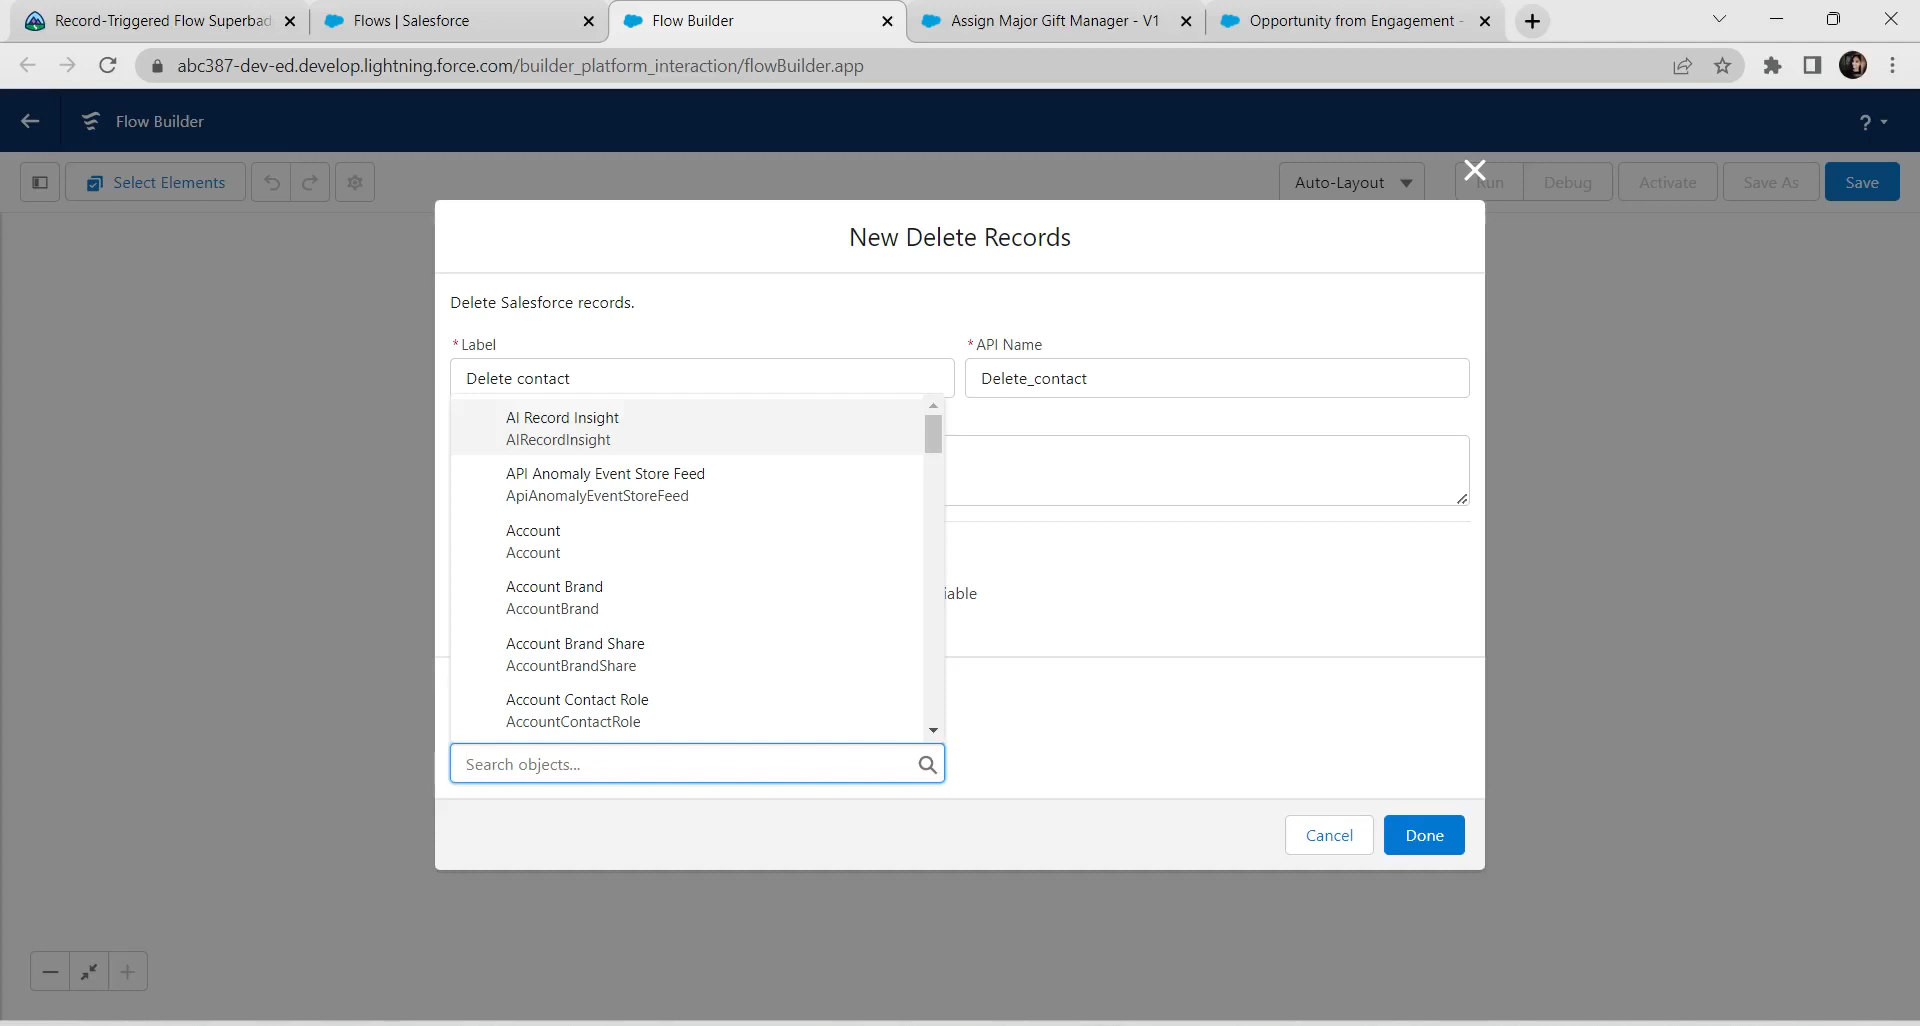 Record-Triggered Flow Superbad
Flows | Salesforce
Flow Builder
Assign Major Gift Manager - V1
Opportunity from Engagement -
abc387-dev-ed.develop.lightning.force.com/builder_platform_interaction/flowBuilder.app
Flow Builder
?
Select Elements
Auto-Layout
Run
Debug
Activate
Save As
Save
New Delete Records
Delete Salesforce records.
* Label
* API Name
Delete contact
Delete_contact
AI Record Insight
AIRecordInsight
API Anomaly Event Store Feed
ApiAnomalyEventStoreFeed
Account
Account
Account Brand
AccountBrand
iable
Account Brand Share
AccountBrandShare
Account Contact Role
AccountContactRole
Search objects...
Cancel
Done